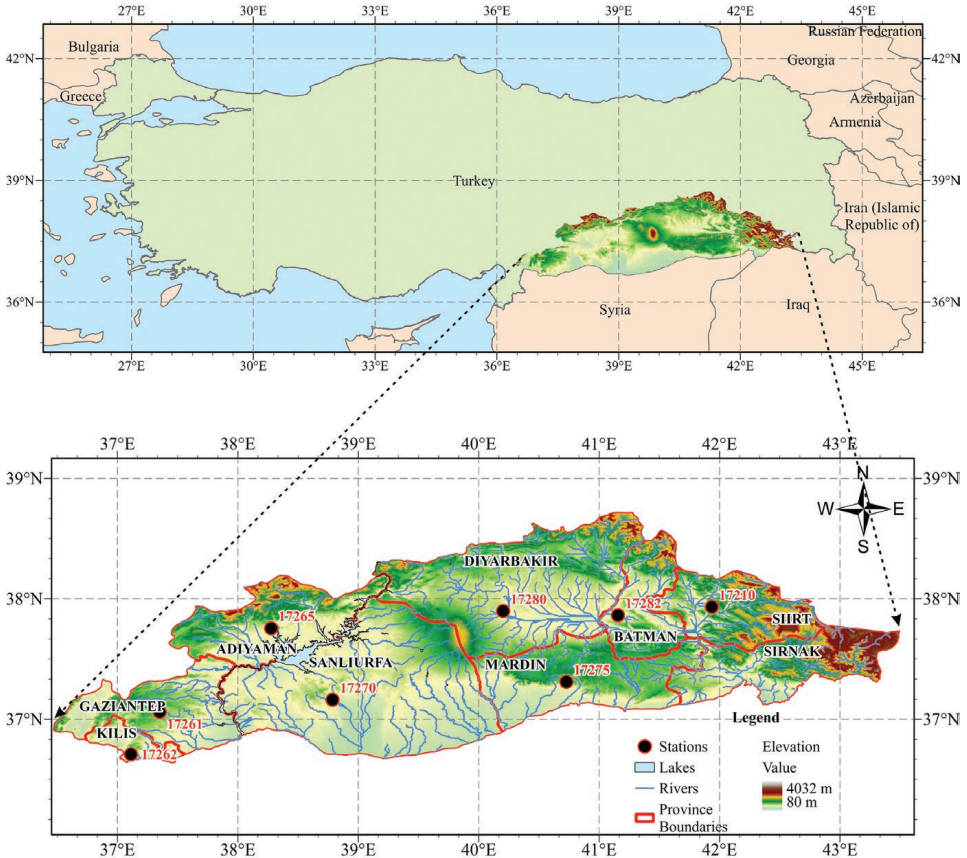 27°E 30°E 33°E 36°E 39°E 42°E 45°E
Russian Federation
Bulgaria
42°N
42°N
Georgia
Greece
Azerbaijan
Armenia
39°N
Turkey
39°N
Iran (Islamic
Republic of)
36°N
Syria
Iraq
36°N
27°E 30°E 33°E 36°E 39°E 42°E 45°E
37°E 38°E 39°E 40°E 41°E 42°E 43°E
39°N
39°N
N
W
E
S
DIYARBAKIR
38°N
38°N
17265
17280
17282
17210
SIIRT
ADIYAMAN
BATMAN
SIRNAK
SANLIURFA
MARDIN
17275
17270
GAZIANTEP
17261
37°N
37°N
KILIS
17262
Legend
Stations
Lakes
Rivers
Province
Boundaries
Elevation
Value
4032 m
80 m
37°E 38°E 39°E 40°E 41°E 42°E 43°E